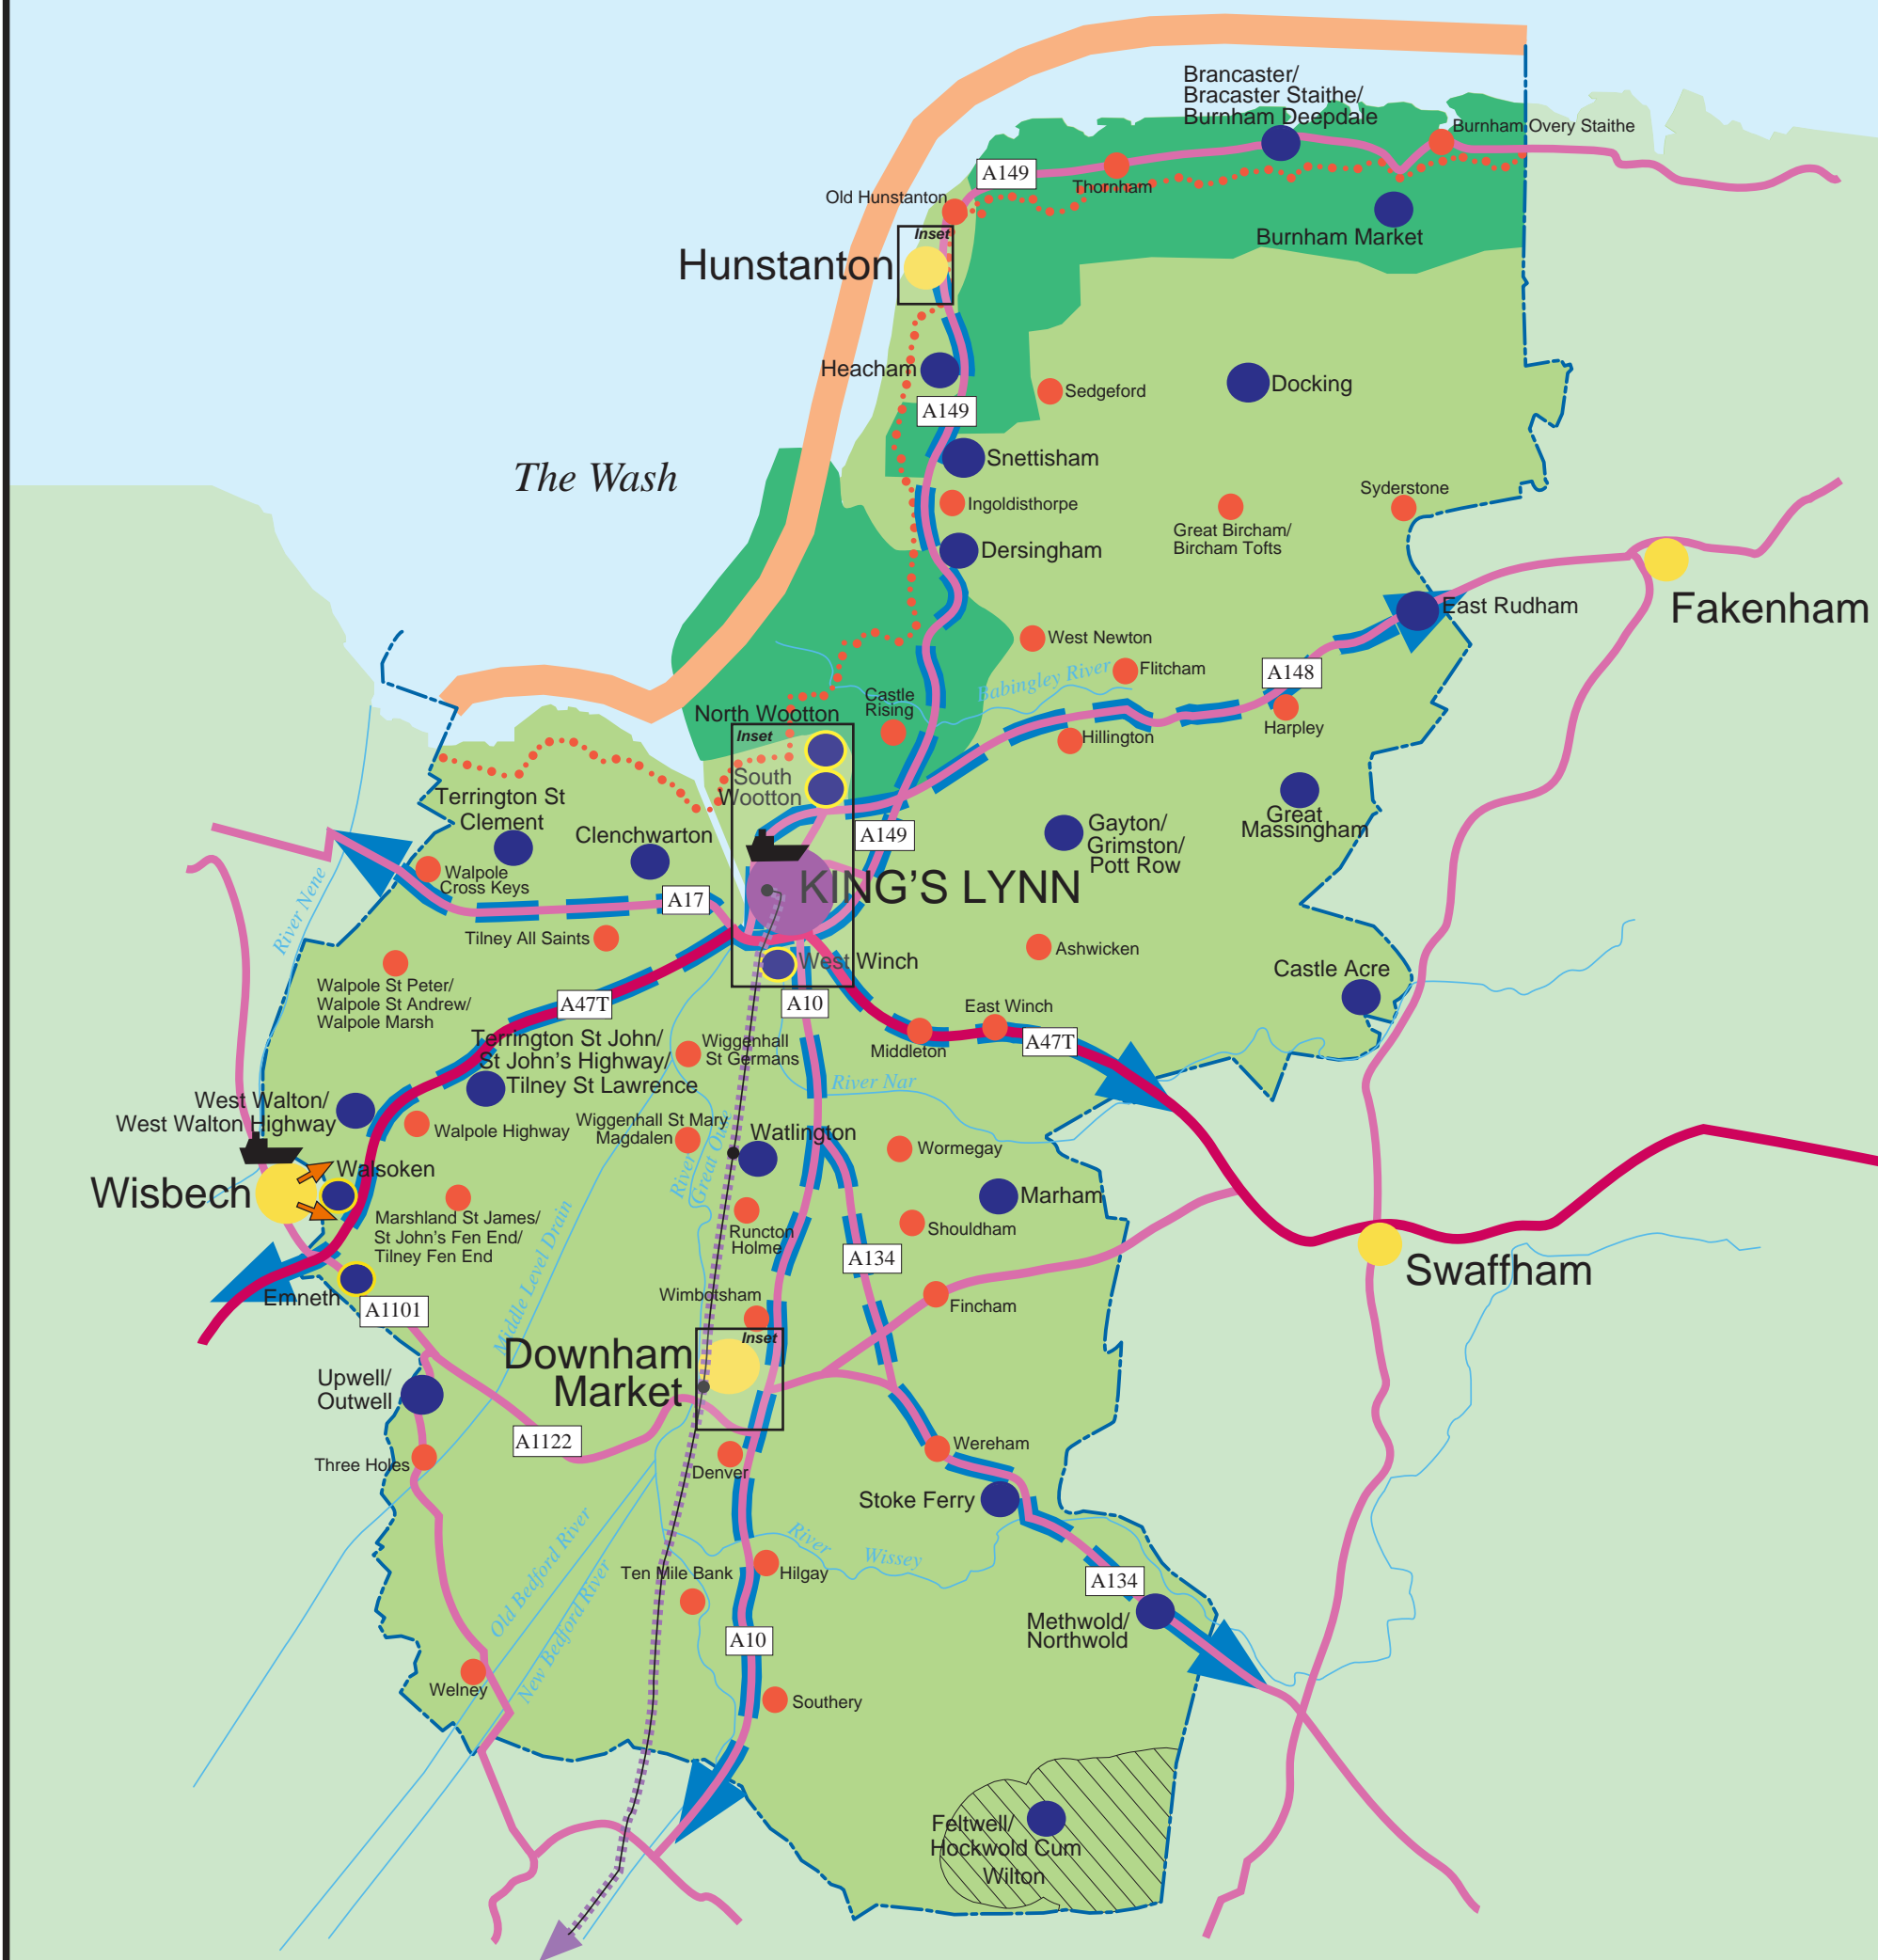 Brancaster/
Bracaster Staithe/
Burnham Deepdale
Burnham Overy Staithe
A149
Thornham
Old Hunstanton
Inset
Burnham Market
Hunstanton
Heacham
Sedgeford
Docking
A149
Snettisham
The Wash
Ingoldisthorpe
Syderstone
Great Bircham/
Bircham Tofts
Dersingham
East Rudham
Fakenham
West Newton
Flitcham
Babingley River
A148
Castle
Rising
North Wootton
Inset
Harpley
Hillington
South
Wootton
Terrington St
Clement
Clenchwarton
A149
Great
Massingham
Gayton/
Grimston/
Pott Row
Walpole
Cross Keys
A17
KING'S LYNN
River Nene
Tilney All Saints
West Winch
Ashwicken
Castle Acre
Walpole St Peter/
Walpole St Andrew/
Walpole Marsh
A47T
A10
East Winch
Middleton
A47T
Terrington St John/
St John's Highway/
Tilney St Lawrence
Wiggenhall
St Germans
River Nar
West Walton/
West Walton Highway
Walpole Highway
Wiggenhall St Mary
Magdalen
Watlington
Wormegay
River
Great Ouse
Walsoken
Wisbech
Marham
Marshland St James/
St John's Fen End/
Tilney Fen End
Runcton
Holme
Shouldham
A134
Swaffham
Middle Level Drain
Emneth
A1101
Wimbotsham
Fincham
Inset
Downham
Market
Upwell/
Outwell
A1122
Wereham
Three Holes
Denver
Stoke Ferry
Old Bedford River
New Bedford River
River
Wissey
Ten Mile Bank
Hilgay
A134
Methwold/
Northwold
A10
Welney
Southery
Feltwell/
Hockwold Cum
Wilton